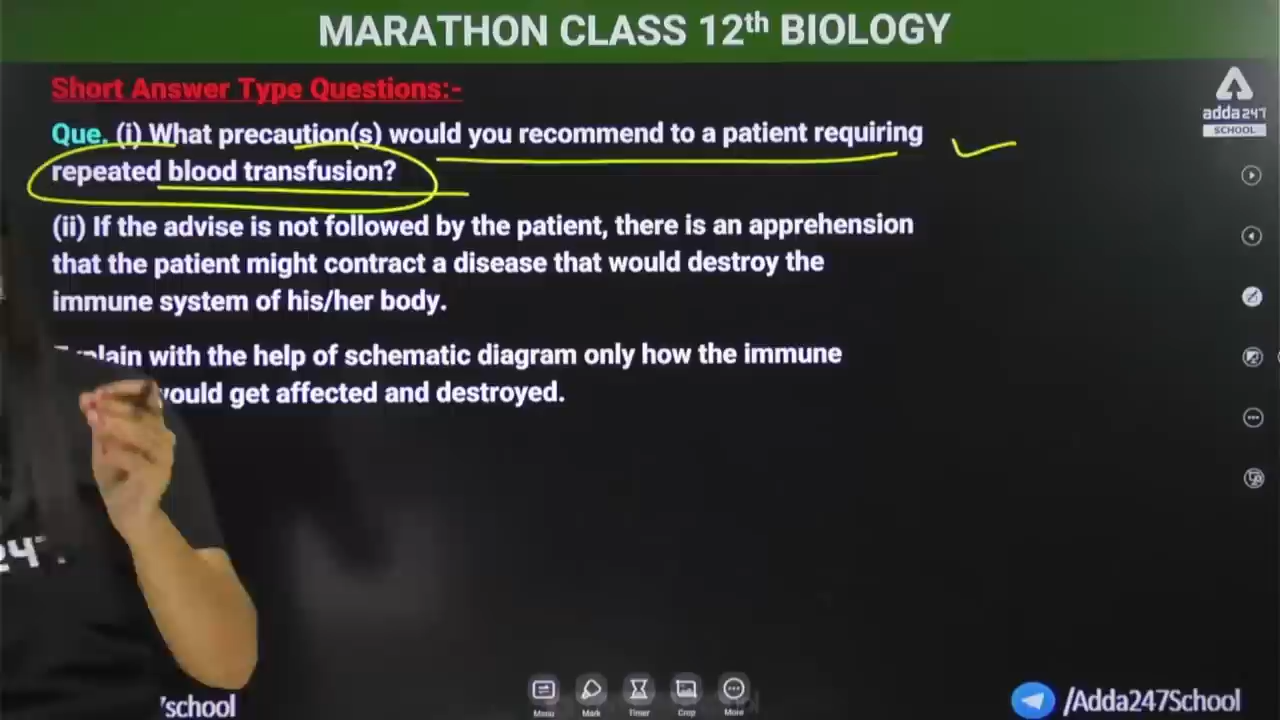 MARATHON CLASS 12th BIOLOGY
Short Answer Type Questions:-
Que. (i) What precaution(s) would you recommend to a patient requiring
repeated blood transfusion?
(ii) If the advise is not followed by the patient, there is an apprehension
that the patient might contract a disease that would destroy the
immune system of his/her body.
with the help of schematic diagram only how the immune
would get affected and destroyed.
adda247
SCHOOL
24
Menu Mark Timer Crop More
/school
/Adda247School